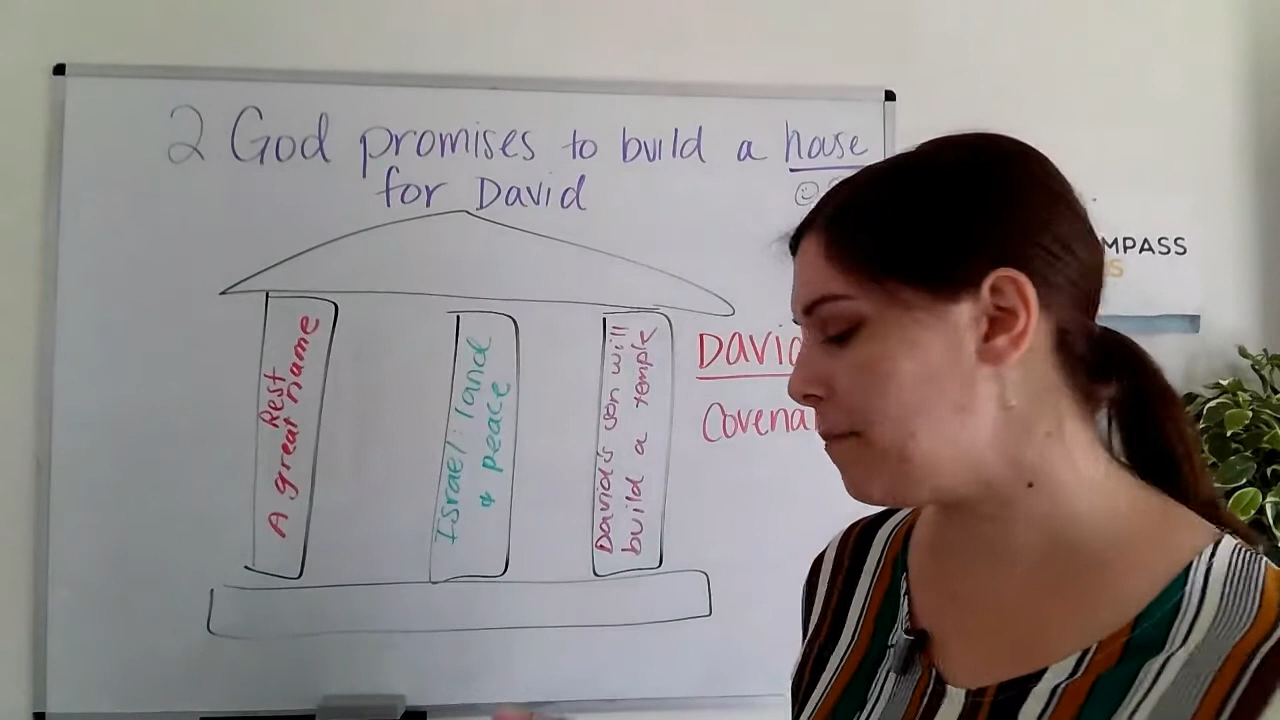 2 God promises to build a house
for David
Rest
A great name
Israel: land
& peace
David's son will
build a temple
David
Covena
MPASS